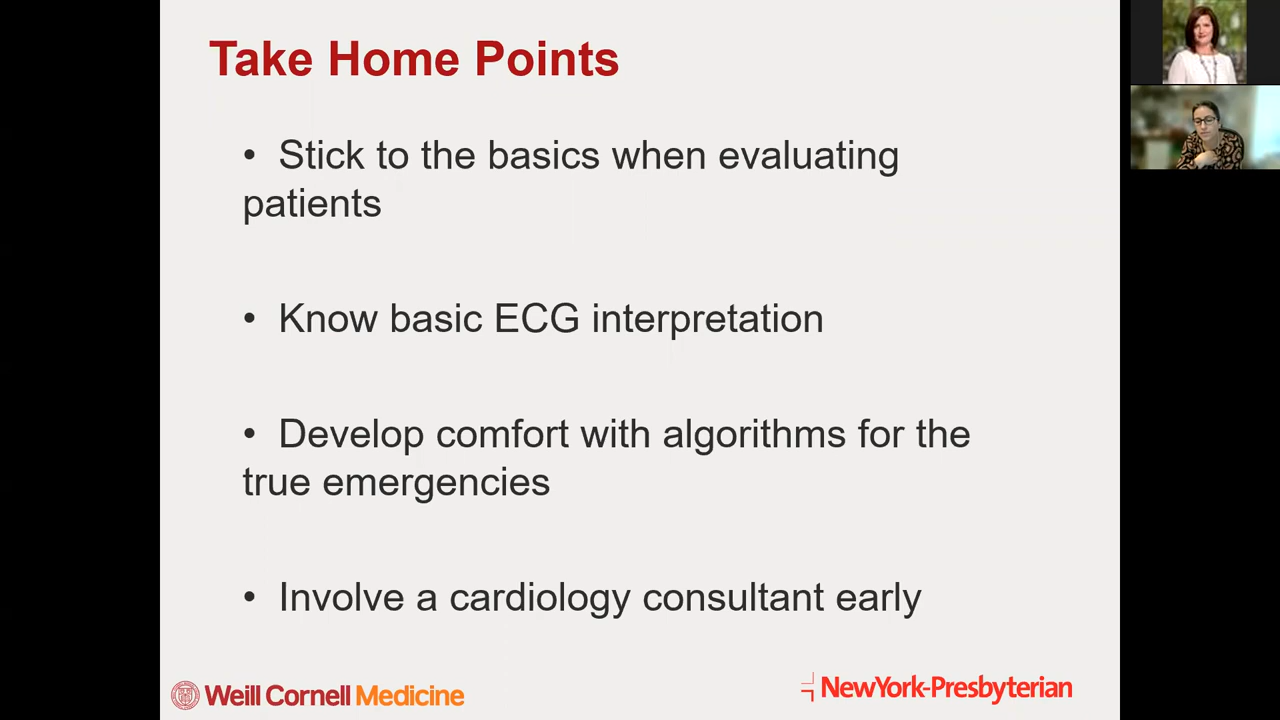 Take Home Points
• Stick to the basics when evaluating
patients
• Know basic ECG interpretation
• Develop comfort with algorithms for the
true emergencies
• Involve a cardiology consultant early
Weill Cornell Medicine
NewYork-Presbyterian